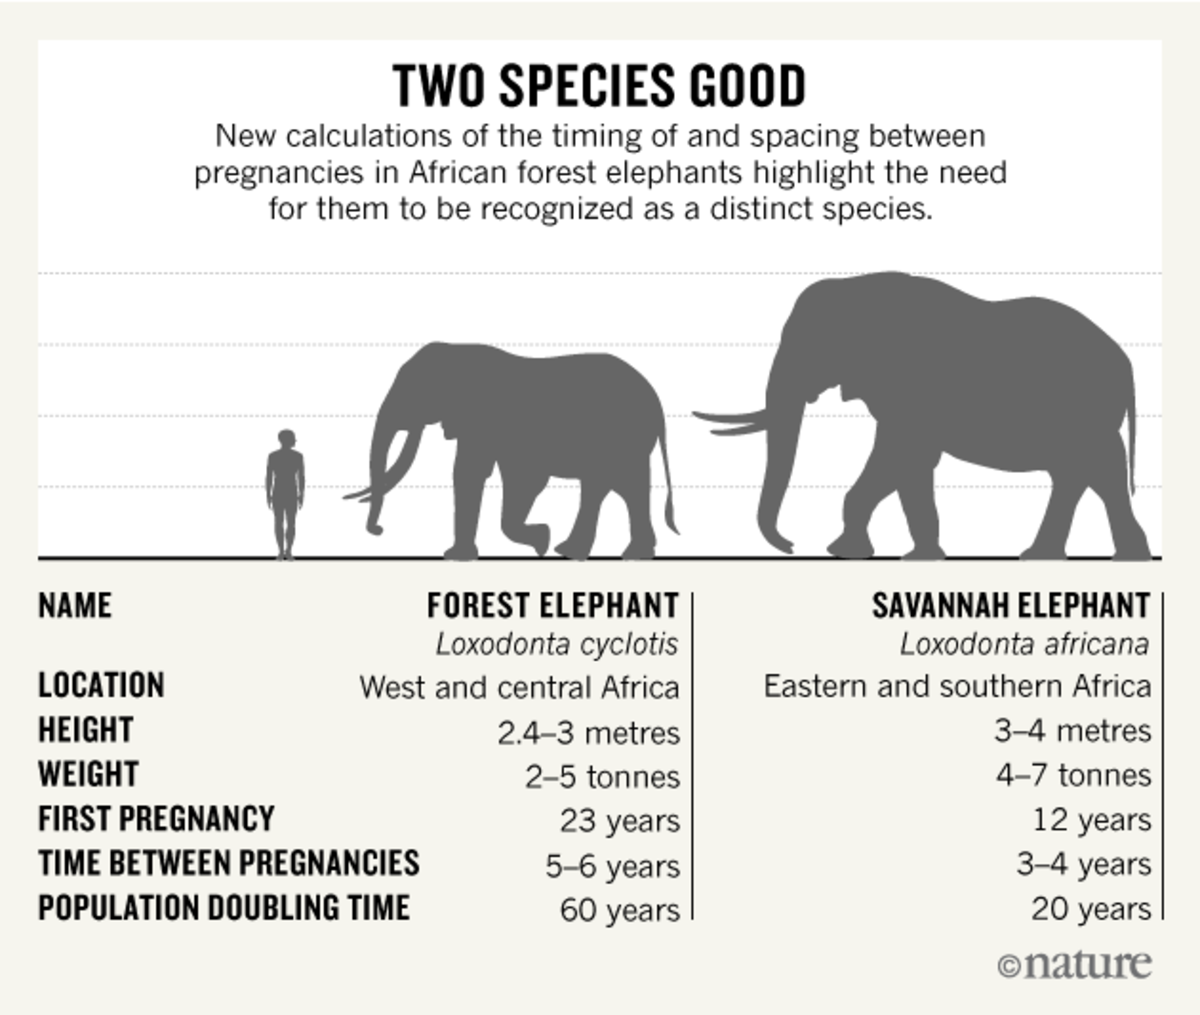 TWO SPECIES GOOD
New calculations of the timing of and spacing between
pregnancies in African forest elephants highlight the need
for them to be recognized as a distinct species.
NAME FOREST ELEPHANT SAVANNAH ELEPHANT
Loxodonta cyclotis Loxodonta africana
LOCATION West and central Africa Eastern and southern Africa
HEIGHT 2.4–3 metres 3–4 metres
WEIGHT 2–5 tonnes 4–7 tonnes
FIRST PREGNANCY 23 years 12 years
TIME BETWEEN PREGNANCIES 5–6 years 3–4 years
POPULATION DOUBLING TIME 60 years 20 years
©nature